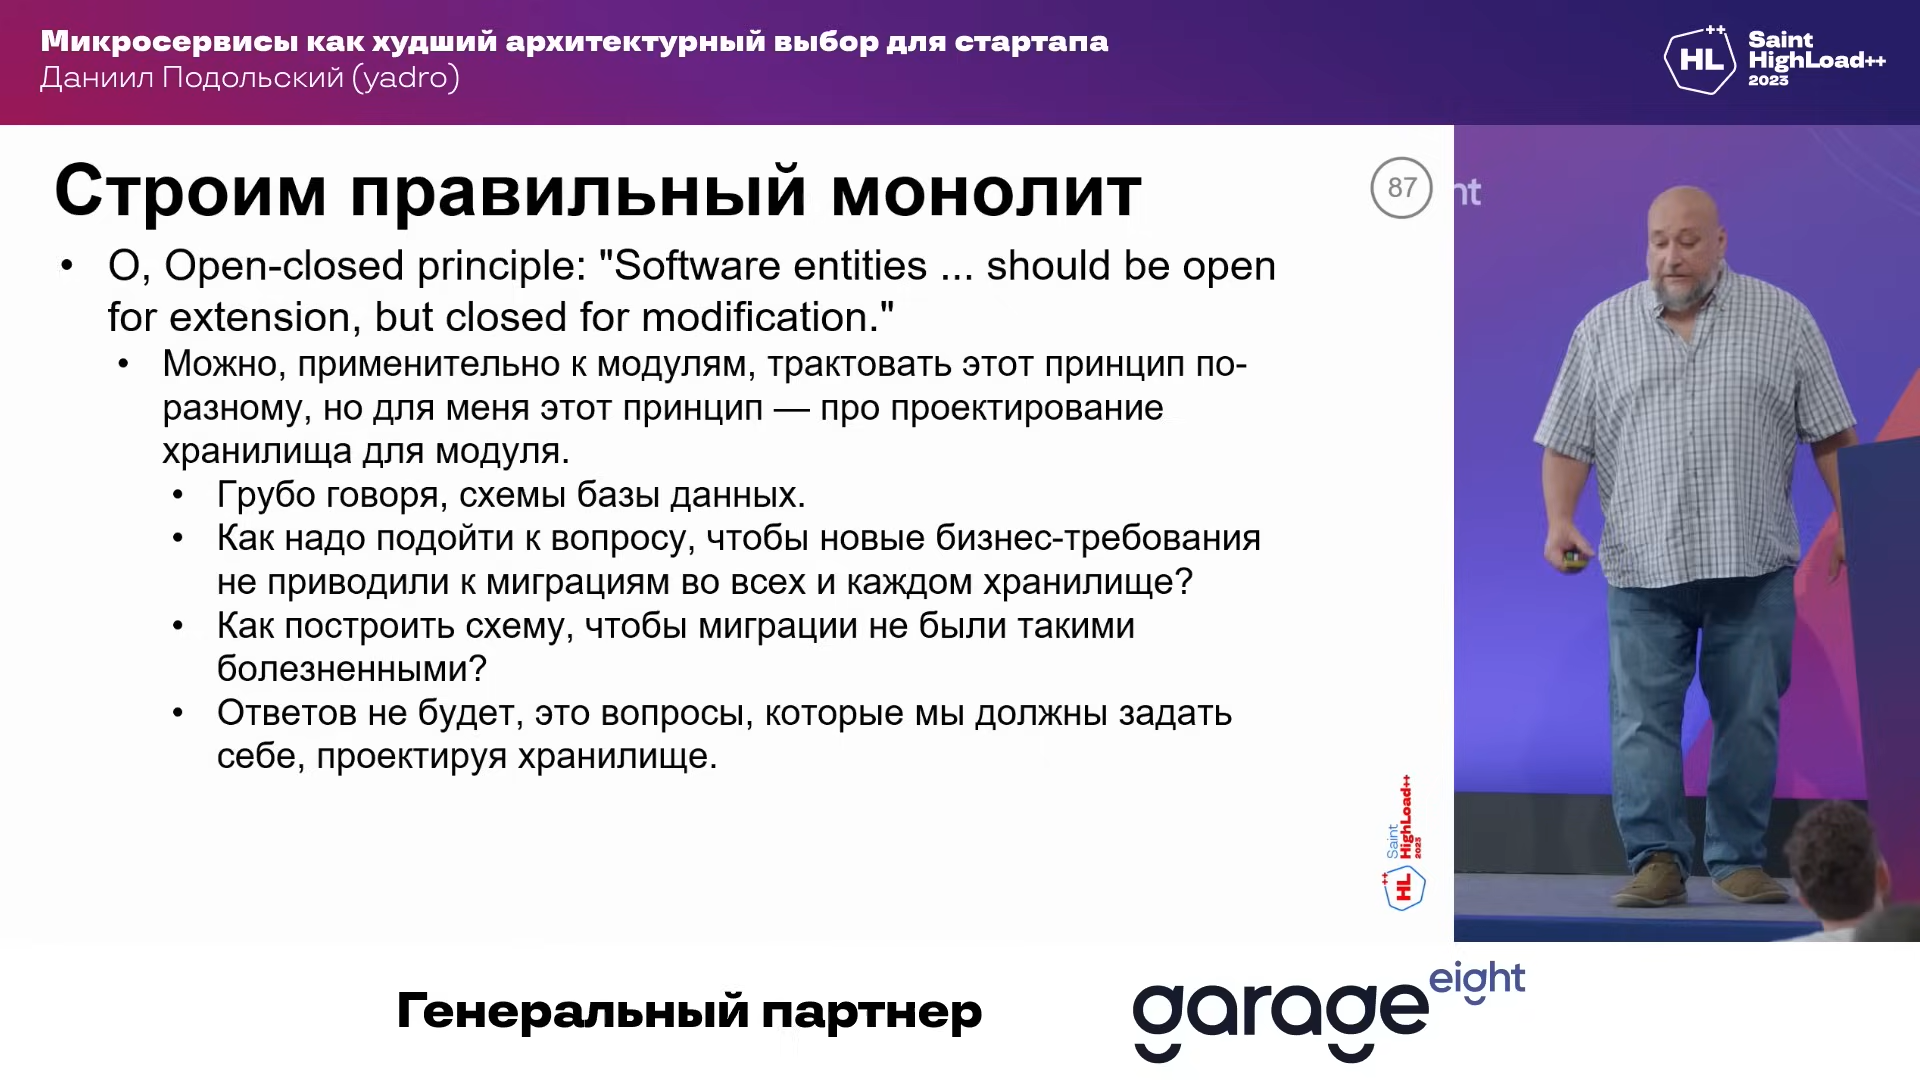 Микросервисы как худший архитектурный выбор для стартапа
Даниил Подольский (yadro)
HL++
Saint
HighLoad++
2023
Строим правильный монолит
87
nt
• O, Open-closed principle: "Software entities ... should be open
for extension, but closed for modification."
• Можно, применительно к модулям, трактовать этот принцип по-
разному, но для меня этот принцип — про проектирование
хранилища для модуля.
• Грубо говоря, схемы базы данных.
• Как надо подойти к вопросу, чтобы новые бизнес-требования
не приводили к миграциям во всех и каждом хранилище?
• Как построить схему, чтобы миграции не были такими
болезненными?
• Ответов не будет, это вопросы, которые мы должны задать
себе, проектируя хранилище.
HL++
Saint
HighLoad++
2023
Генеральный партнер
garage eight